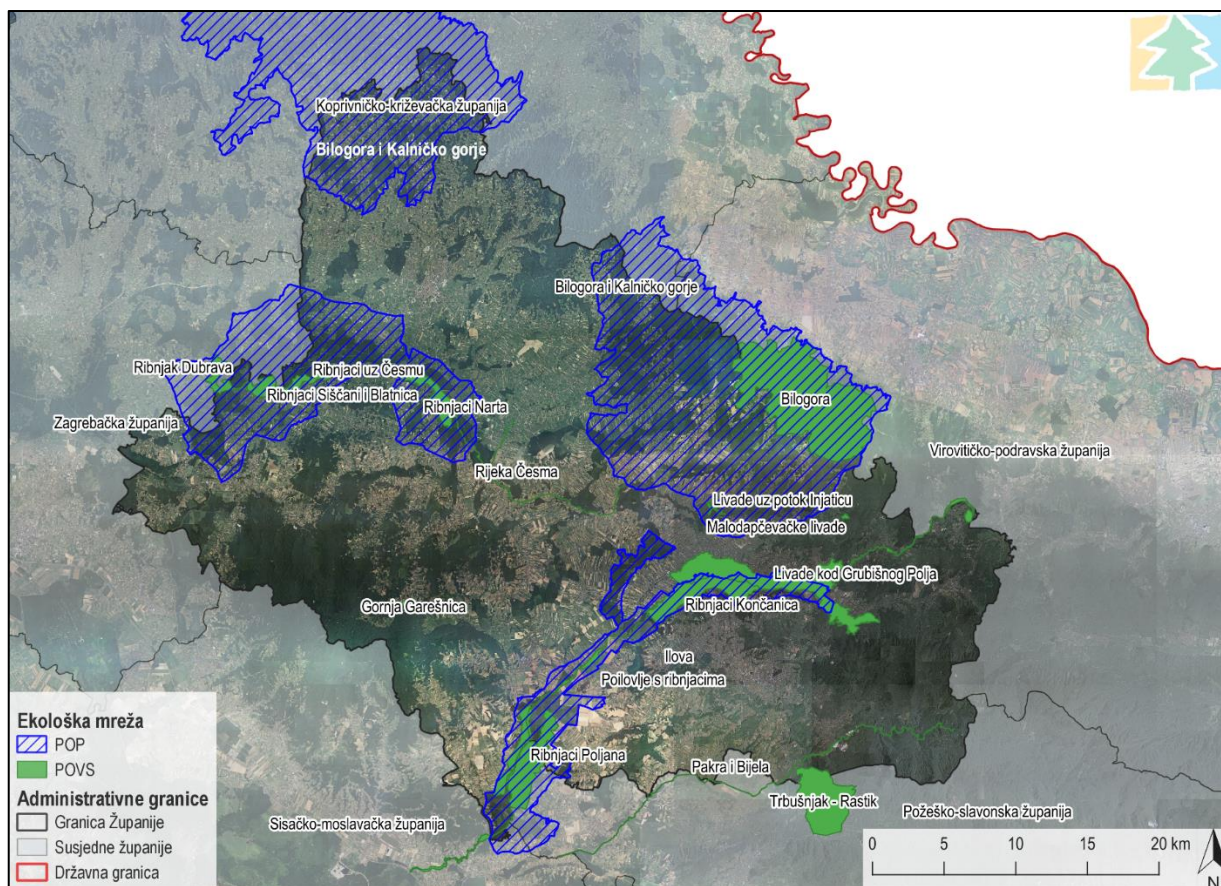 Koprivničko-križevačka županija
Bilogora i Kalničko gorje
Bilogora i Kalničko gorje
Ribnjak Dubrava
Ribnjaci uz Česmu
Ribnjaci Siščani i Blatnica
Ribnjaci Narta
Bilogora
Zagrebačka županija
Virovitičko-podravska županija
Rijeka Česma
Livade uz potok Injaticu
Malodapčevačke livade
Livade kod Grubišnog Polja
Gornja Garešnica
Ribnjaci Končanica
Ilova
Poilovlje s ribnjacima
Ribnjaci Poljana
Pakra i Bijela
Trbušnjak - Rastik
Sisačko-moslavačka županija
Požeško-slavonska županija
Ekološka mreža
POP
POVS
Administrativne granice
Granica Županije
Susjedne županije
Državna granica
0 5 10 20 km
N